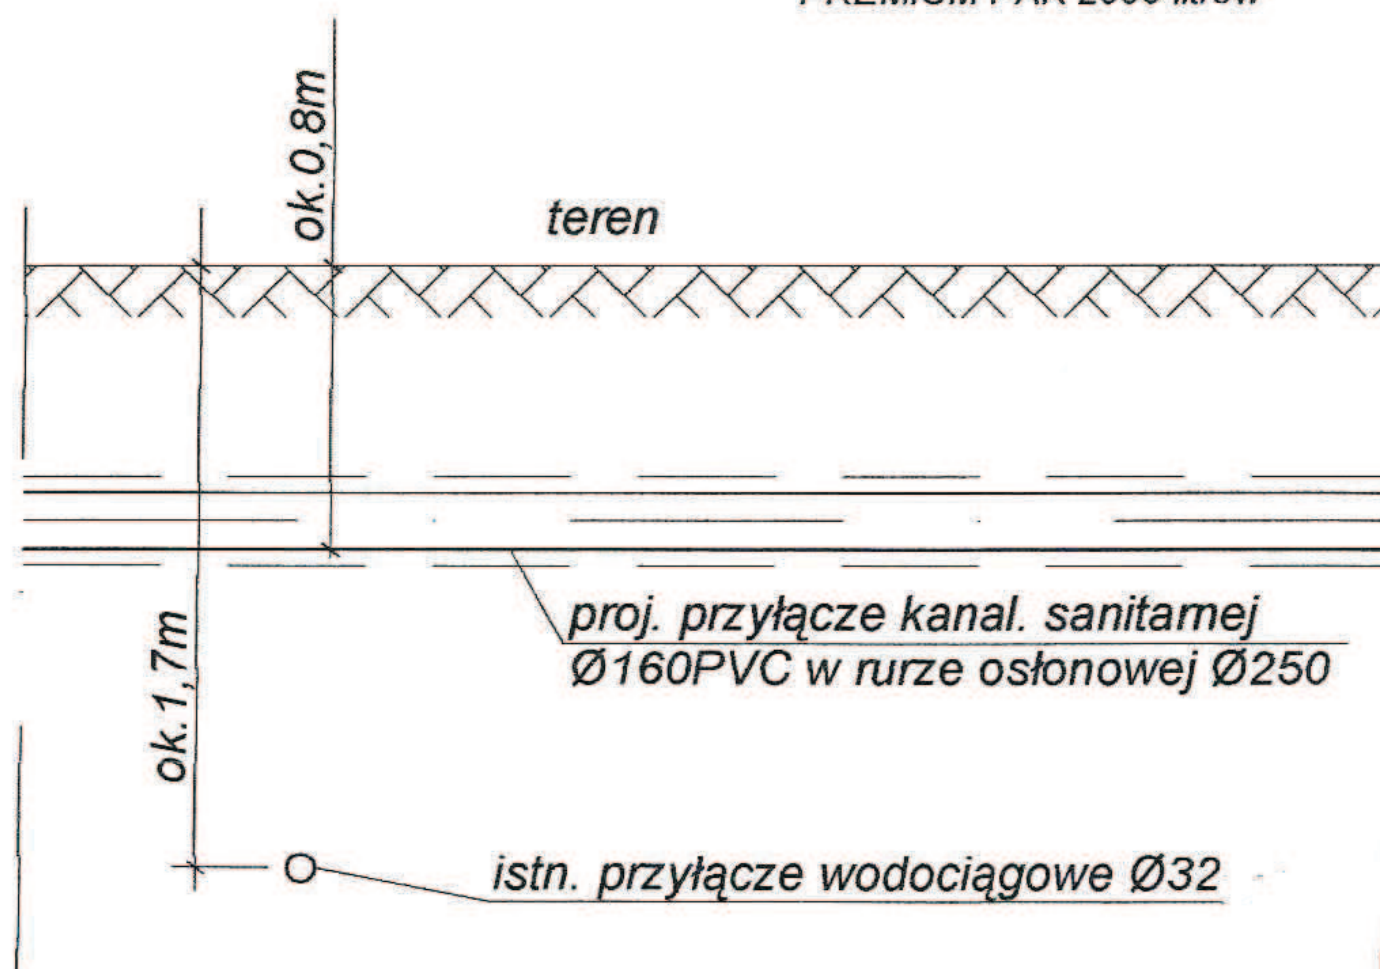 ok.0,8m
teren
proj. przyłącze kanal. sanitarnej
Ø160PVC w rurze osłonowej Ø250
ok.1,7m
istn. przyłącze wodociągowe Ø32